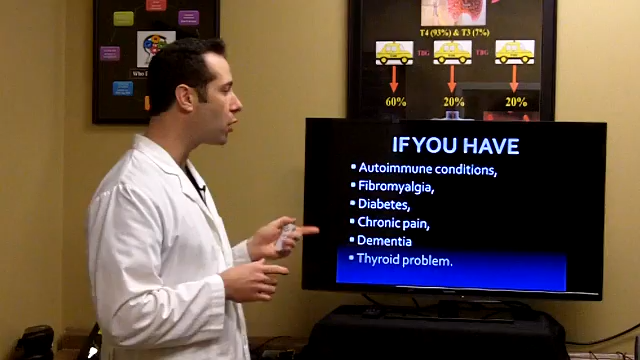 Who D
T4 (93%) & T3 (7%)
TBG TBG
60% 20% 20%
IF YOU HAVE
▪ Autoimmune conditions,
▪ Fibromyalgia,
▪ Diabetes,
▪ Chronic pain,
▪ Dementia
▪ Thyroid problem.